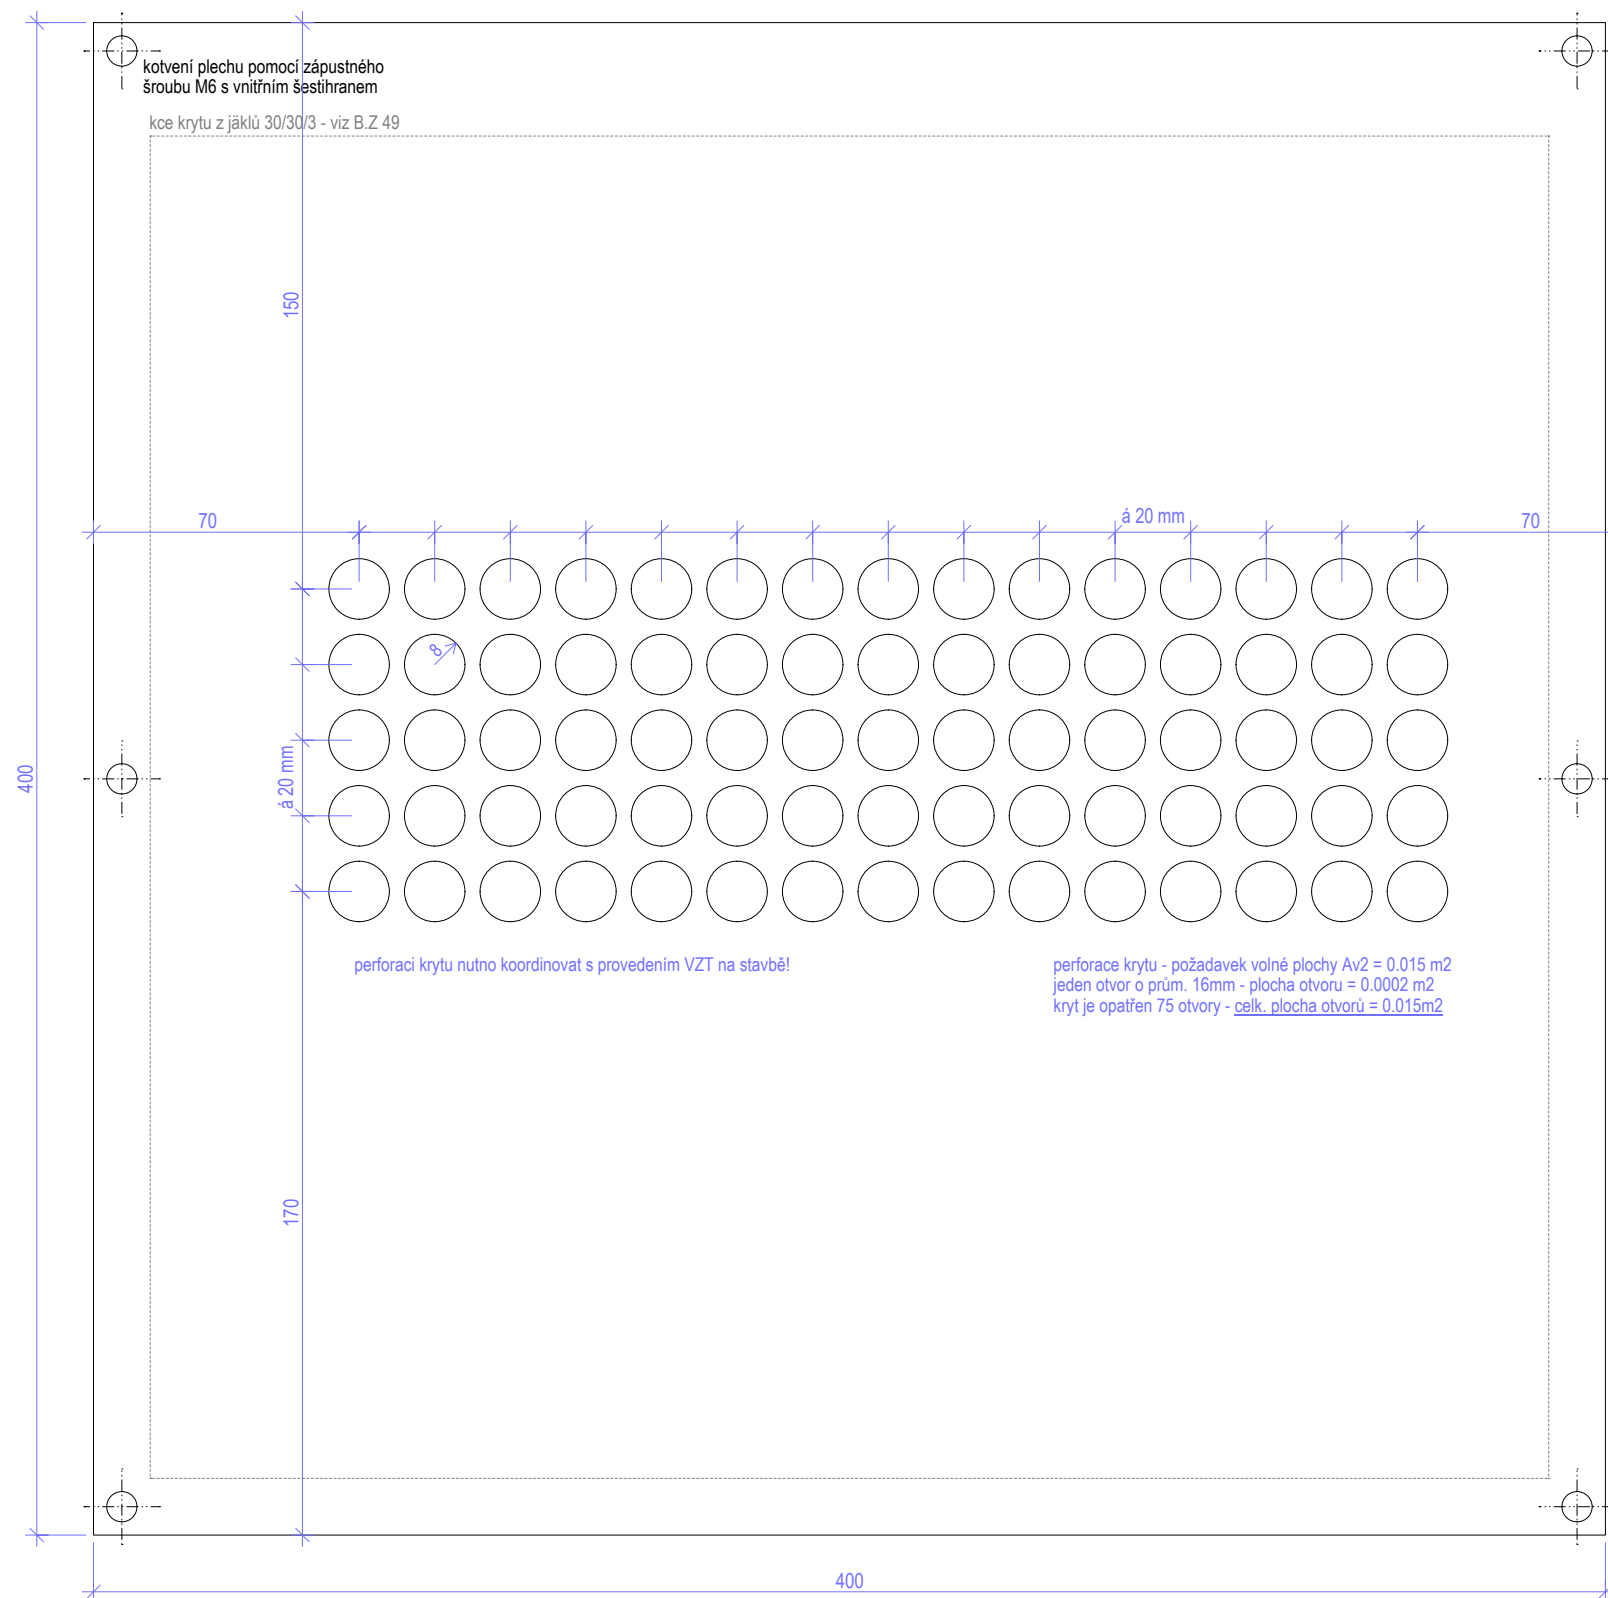 kotvení plechu pomocí zápustného
šroubu M6 s vnitřním šestihranem
kce krytu z jäklů 30/30/3 - viz B.Z 49
150
70
á 20 mm
70
8
á 20 mm
400
perforaci krytu nutno koordinovat s provedením VZT na stavbě!
perforace krytu - požadavek volné plochy Av2 = 0.015 m2
jeden otvor o prům. 16mm - plocha otvoru = 0.0002 m2
kryt je opatřen 75 otvory - celk. plocha otvorů = 0.015m2
170
400